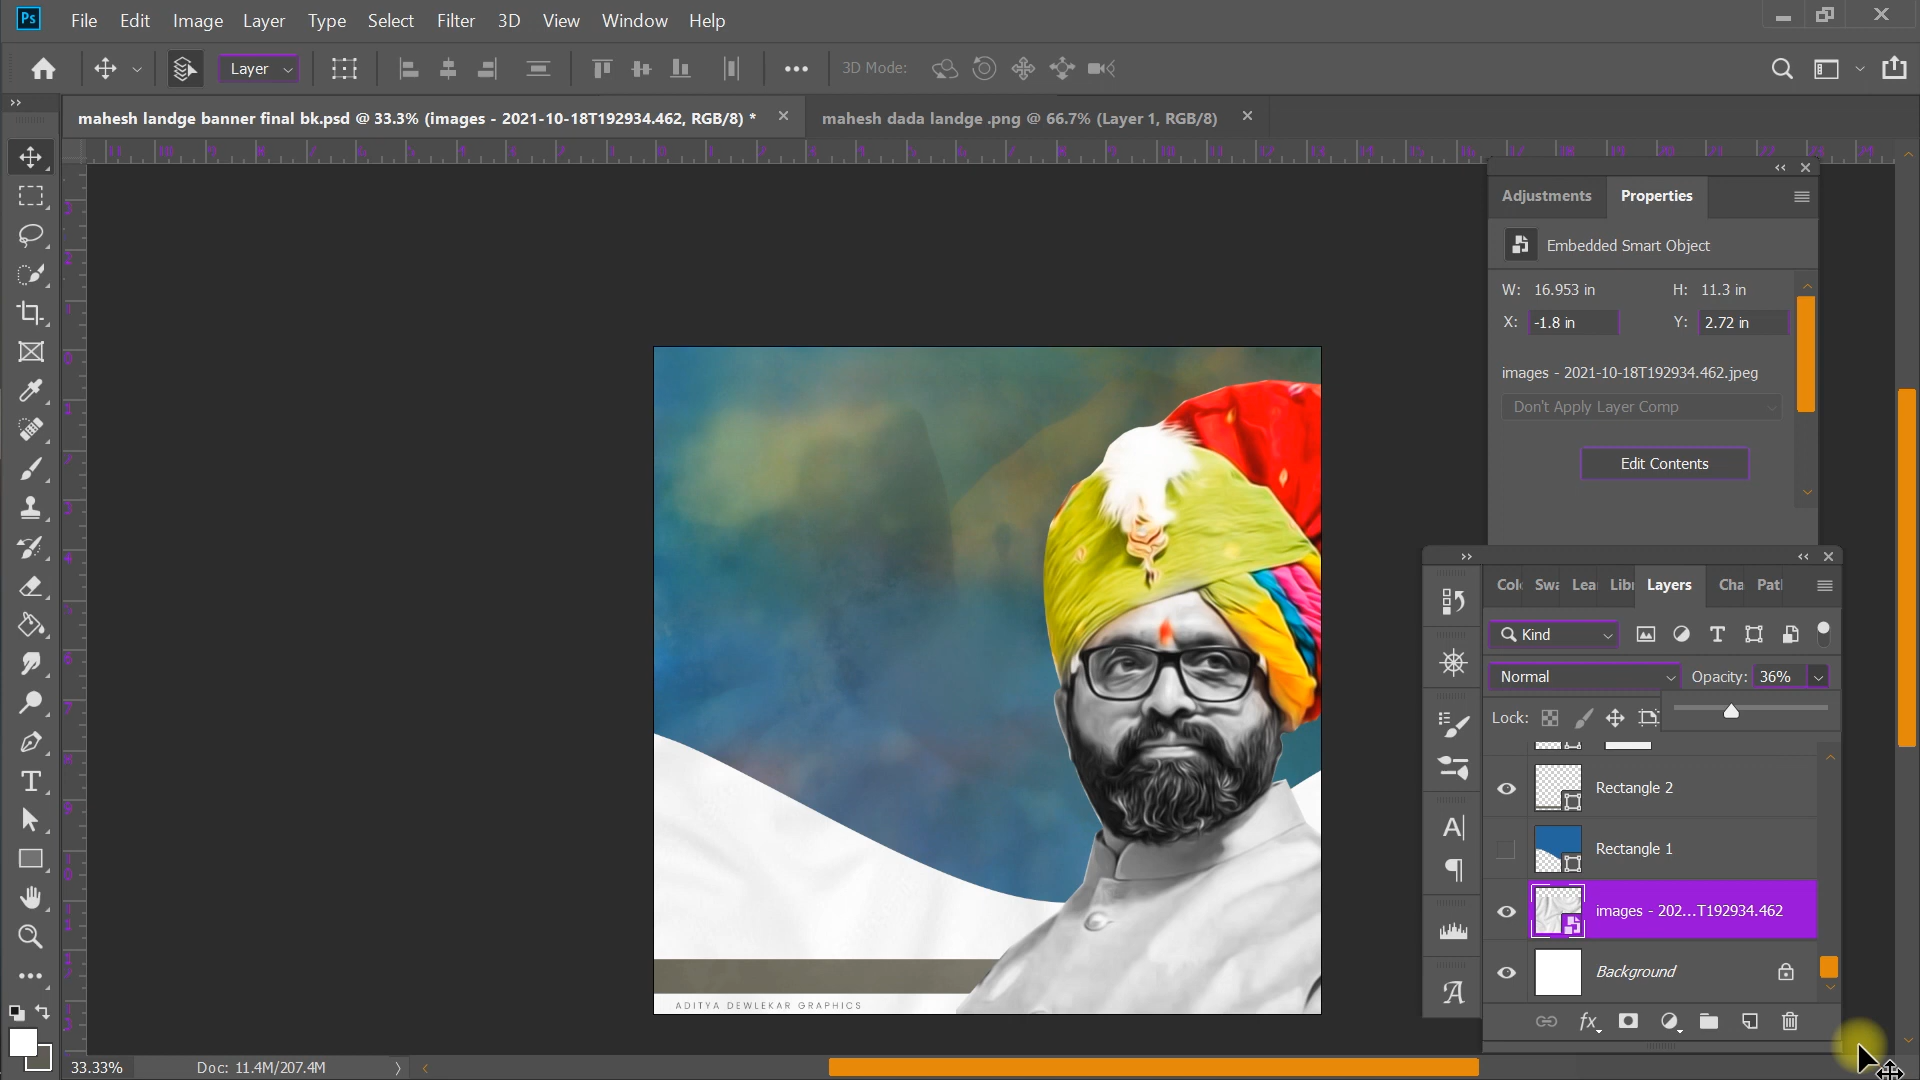 Ps File Edit Image Layer Type Select Filter 3D View Window Help
Layer 3D Mode:
mahesh landge banner final bk.psd @ 33.3% (images - 2021-10-18T192934.462, RGB/8) *
mahesh dada landge .png @ 66.7% (Layer 1, RGB/8)
Adjustments Properties
Embedded Smart Object
W: 16.953 in H: 11.3 in
X: -1.8 in Y: 2.72 in
images - 2021-10-18T192934.462.jpeg
Don't Apply Layer Comp
Edit Contents
Layers
Kind
Normal Opacity: 36%
Lock:
Rectangle 2
Rectangle 1
images - 202...T192934.462
Background
ADITYA DEWLEKAR GRAPHICS
33.33% Doc: 11.4M/207.4M